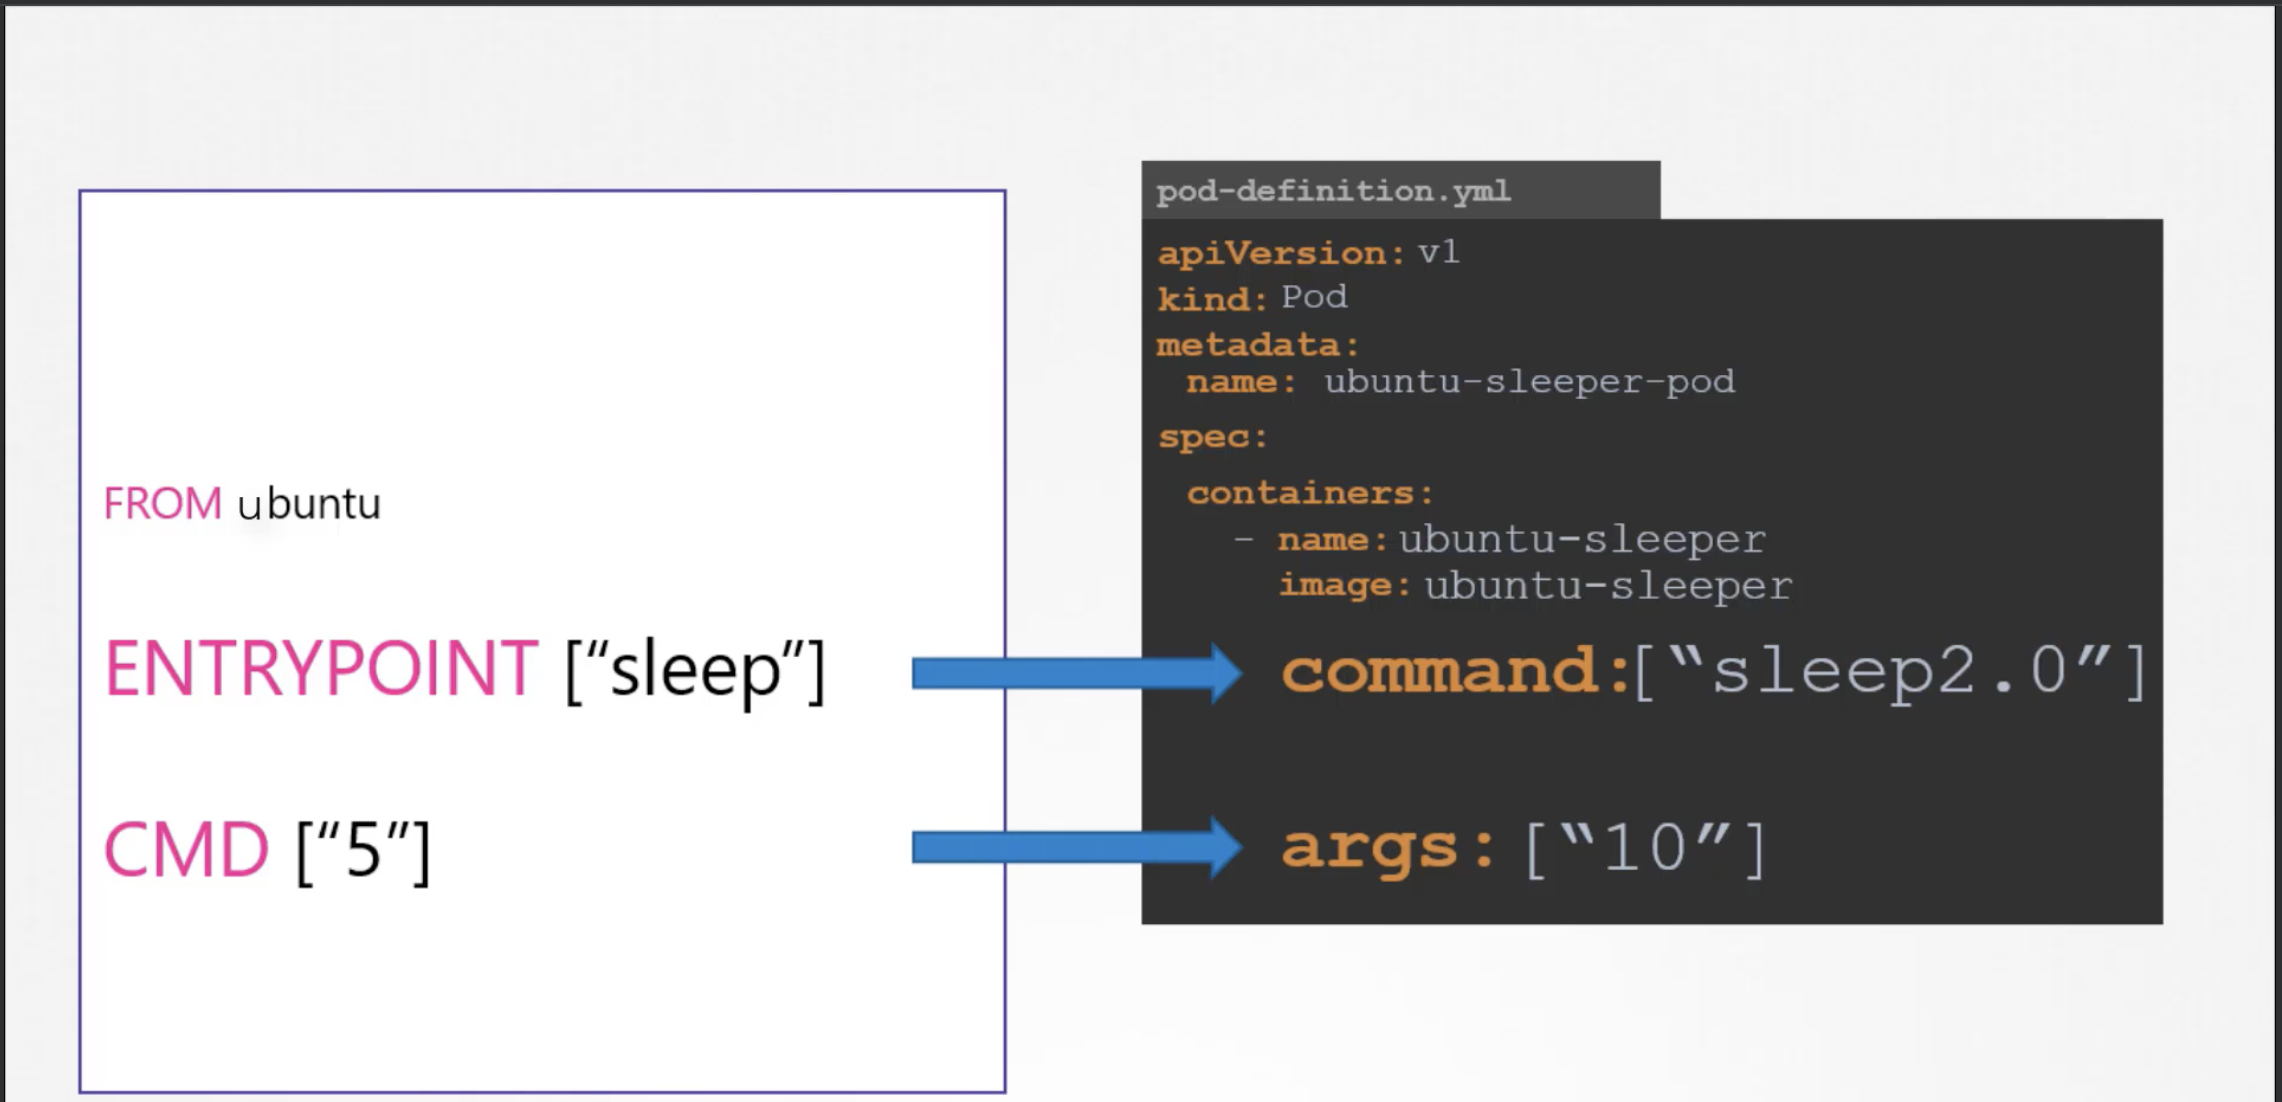 FROM ubuntu
ENTRYPOINT [“sleep”]
CMD [“5”]
pod-definition.yml
apiVersion: v1
kind: Pod
metadata:
name: ubuntu-sleeper-pod
spec:
containers:
- name: ubuntu-sleeper
image: ubuntu-sleeper
command:[“sleep2.0”]
args: [“10”]